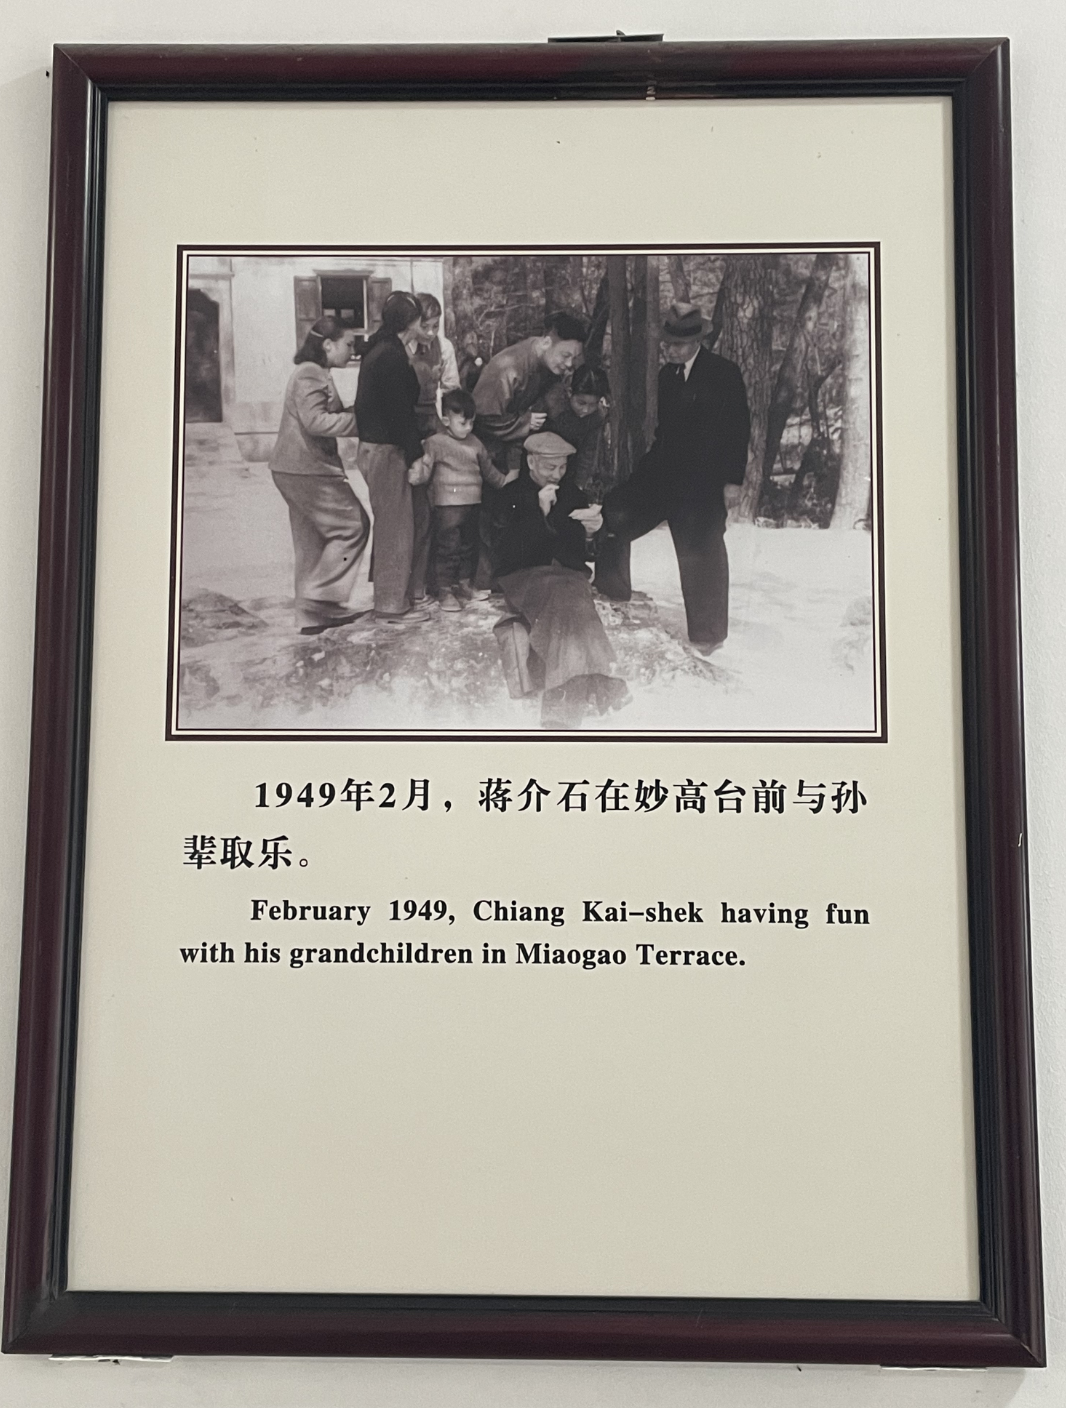 1949年2月，蒋介石在妙高台前与孙
辈取乐。
February 1949, Chiang Kai-shek having fun
with his grandchildren in Miaogao Terrace.